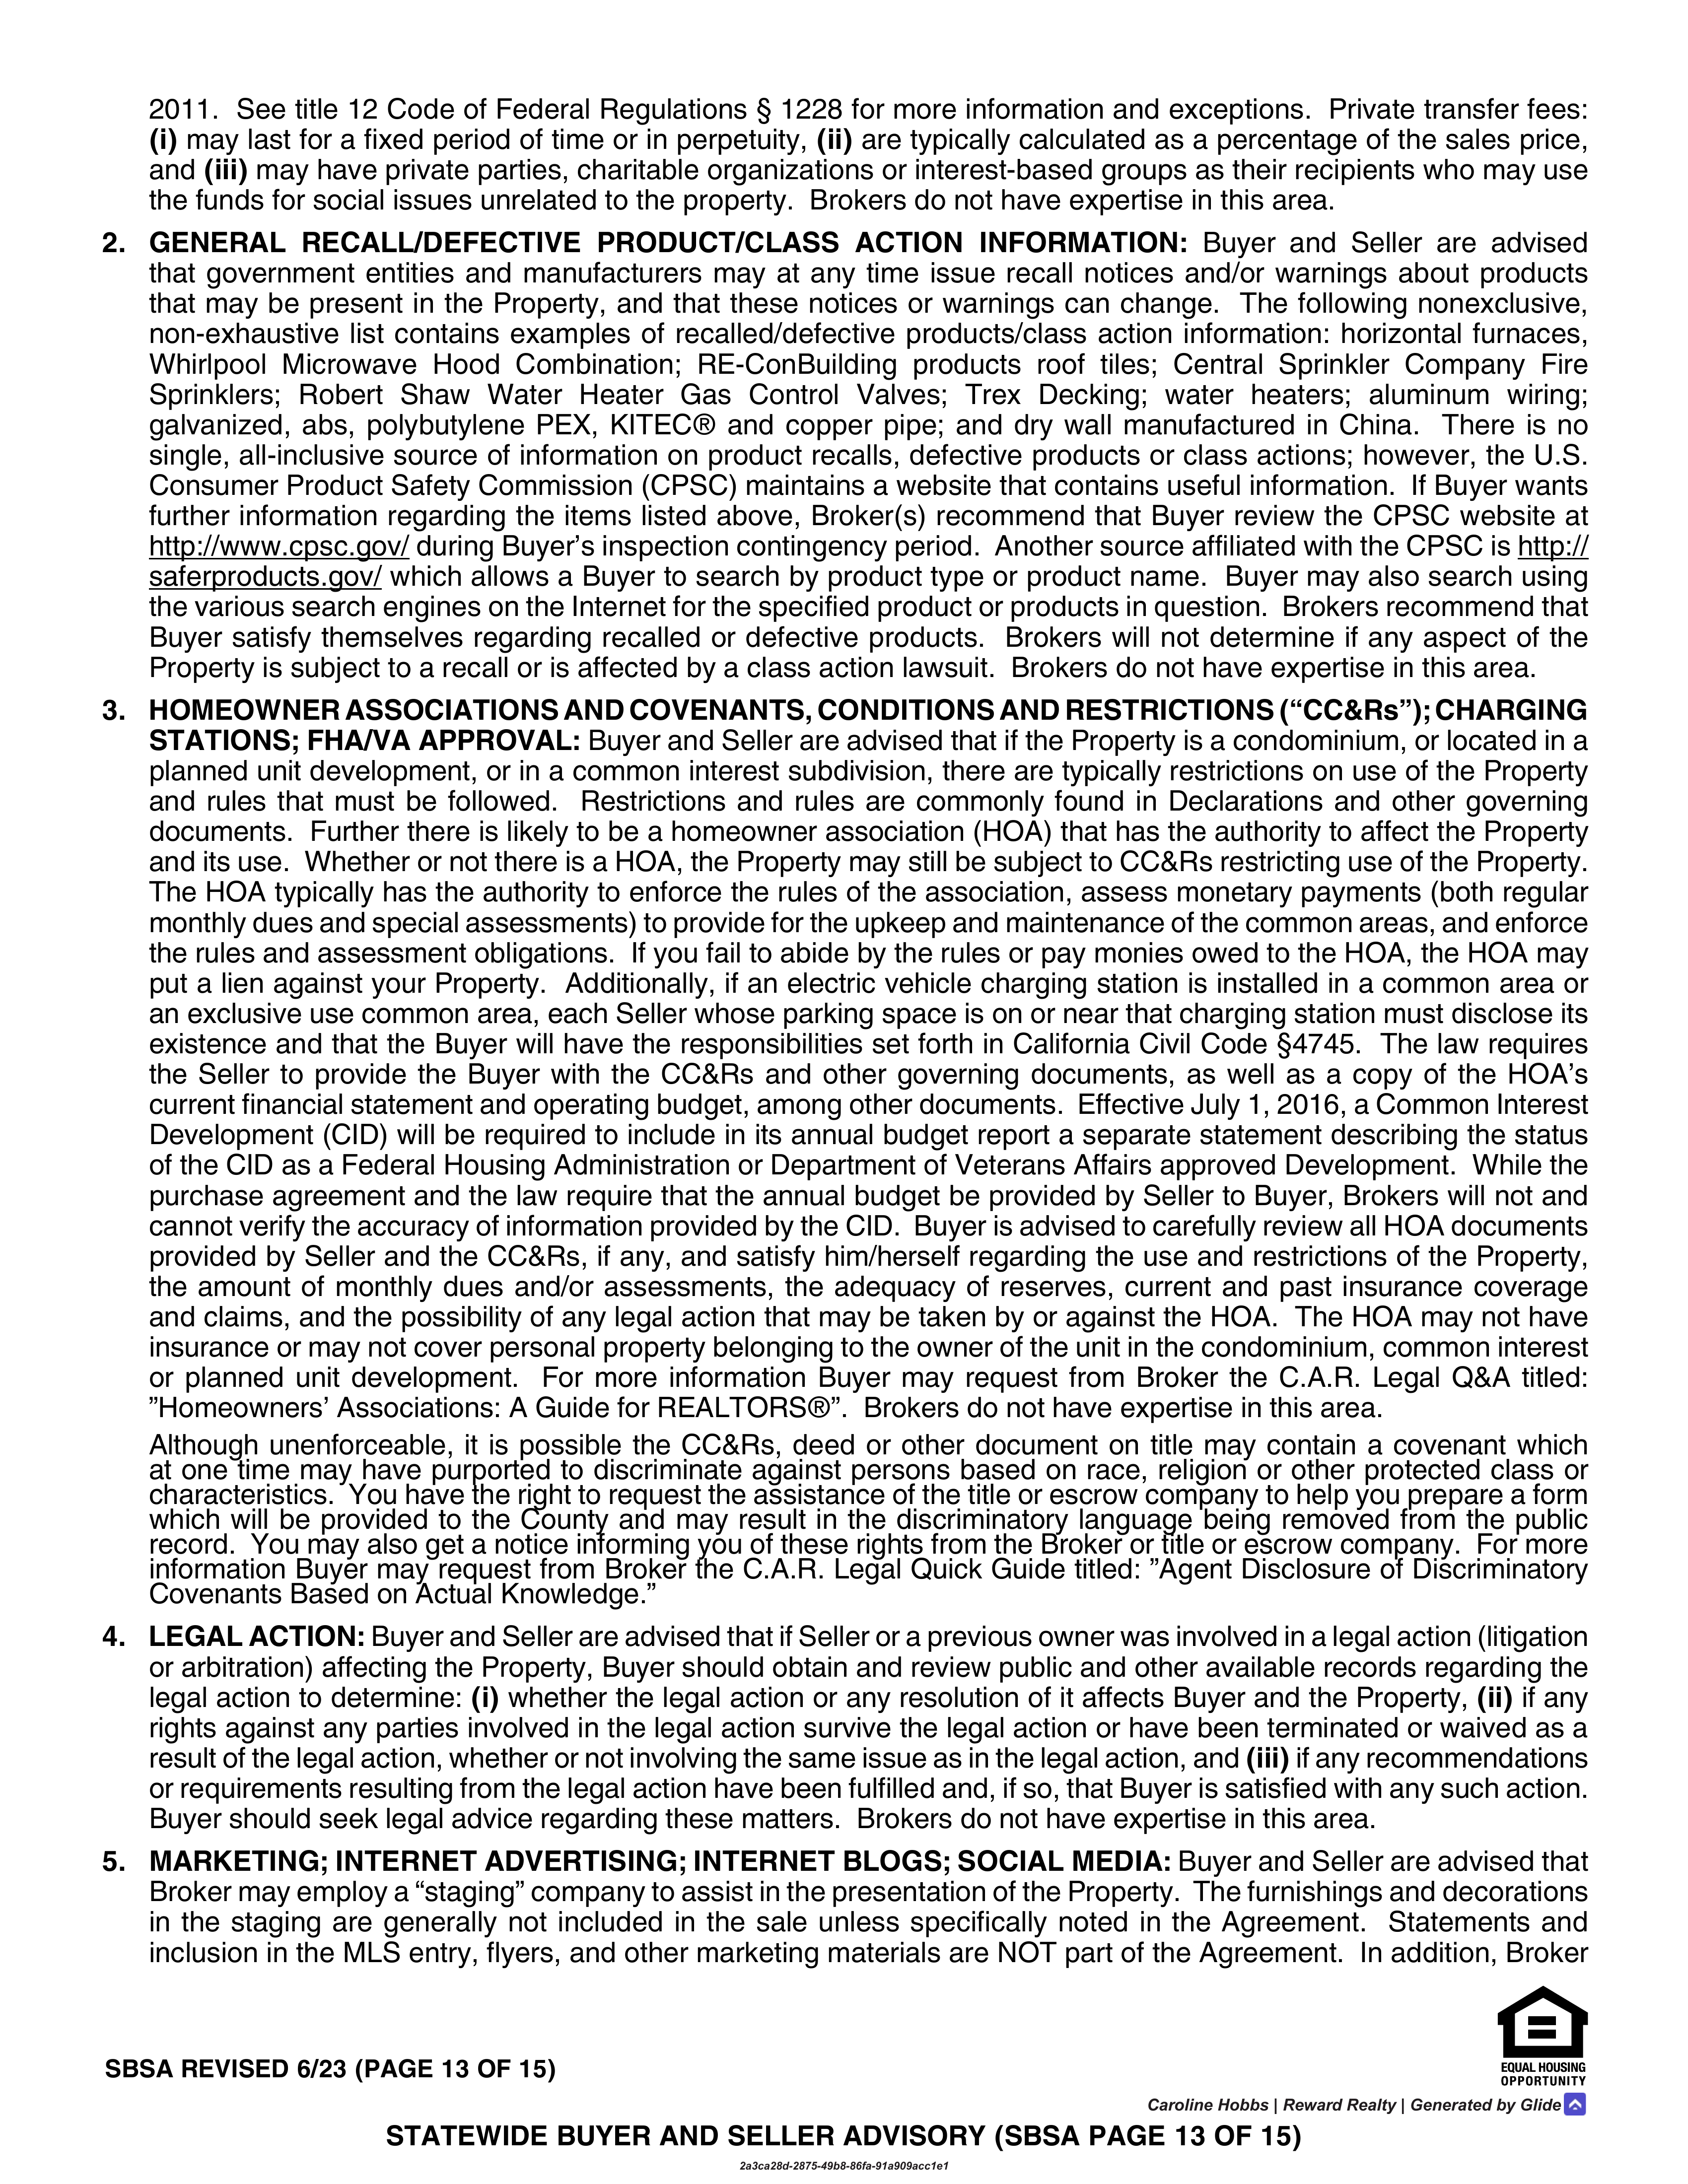 2011. See title 12 Code of Federal Regulations § 1228 for more information and exceptions. Private transfer fees:
(i) may last for a fixed period of time or in perpetuity, (ii) are typically calculated as a percentage of the sales price,
and (iii) may have private parties, charitable organizations or interest-based groups as their recipients who may use
the funds for social issues unrelated to the property. Brokers do not have expertise in this area.
2. GENERAL RECALL/DEFECTIVE PRODUCT/CLASS ACTION INFORMATION: Buyer and Seller are advised
that government entities and manufacturers may at any time issue recall notices and/or warnings about products
that may be present in the Property, and that these notices or warnings can change. The following nonexclusive,
non-exhaustive list contains examples of recalled/defective products/class action information: horizontal furnaces,
Whirlpool Microwave Hood Combination; RE-ConBuilding products roof tiles; Central Sprinkler Company Fire
Sprinklers; Robert Shaw Water Heater Gas Control Valves; Trex Decking; water heaters; aluminum wiring;
galvanized, abs, polybutylene PEX, KITEC® and copper pipe; and dry wall manufactured in China. There is no
single, all-inclusive source of information on product recalls, defective products or class actions; however, the U.S.
Consumer Product Safety Commission (CPSC) maintains a website that contains useful information. If Buyer wants
further information regarding the items listed above, Broker(s) recommend that Buyer review the CPSC website at
http://www.cpsc.gov/ during Buyer's inspection contingency period. Another source affiliated with the CPSC is http://
saferproducts.gov/ which allows a Buyer to search by product type or product name. Buyer may also search using
the various search engines on the Internet for the specified product or products in question. Brokers recommend that
Buyer satisfy themselves regarding recalled or defective products. Brokers will not determine if any aspect of the
Property is subject to a recall or is affected by a class action lawsuit. Brokers do not have expertise in this area.
3. HOMEOWNER ASSOCIATIONS AND COVENANTS, CONDITIONS AND RESTRICTIONS (“CC&Rs”); CHARGING
STATIONS; FHA/VA APPROVAL: Buyer and Seller are advised that if the Property is a condominium, or located in a
planned unit development, or in a common interest subdivision, there are typically restrictions on use of the Property
and rules that must be followed. Restrictions and rules are commonly found in Declarations and other governing
documents. Further there is likely to be a homeowner association (HOA) that has the authority to affect the Property
and its use. Whether or not there is a HOA, the Property may still be subject to CC&Rs restricting use of the Property.
The HOA typically has the authority to enforce the rules of the association, assess monetary payments (both regular
monthly dues and special assessments) to provide for the upkeep and maintenance of the common areas, and enforce
the rules and assessment obligations. If you fail to abide by the rules or pay monies owed to the HOA, the HOA may
put a lien against your Property. Additionally, if an electric vehicle charging station is installed in a common area or
an exclusive use common area, each Seller whose parking space is on or near that charging station must disclose its
existence and that the Buyer will have the responsibilities set forth in California Civil Code §4745. The law requires
the Seller to provide the Buyer with the CC&Rs and other governing documents, as well as a copy of the HOA's
current financial statement and operating budget, among other documents. Effective July 1, 2016, a Common Interest
Development (CID) will be required to include in its annual budget report a separate statement describing the status
of the CID as a Federal Housing Administration or Department of Veterans Affairs approved Development. While the
purchase agreement and the law require that the annual budget be provided by Seller to Buyer, Brokers will not and
cannot verify the accuracy of information provided by the CID. Buyer is advised to carefully review all HOA documents
provided by Seller and the CC&Rs, if any, and satisfy him/herself regarding the use and restrictions of the Property,
the amount of monthly dues and/or assessments, the adequacy of reserves, current and past insurance coverage
and claims, and the possibility of any legal action that may be taken by or against the HOA. The HOA may not have
insurance or may not cover personal property belonging to the owner of the unit in the condominium, common interest
or planned unit development. For more information Buyer may request from Broker the C.A.R. Legal Q&A titled:
”Homeowners’ Associations: A Guide for REALTORS®”. Brokers do not have expertise in this area.
Although unenforceable, it is possible the CC&Rs, deed or other document on title may contain a covenant which
at one time may have purported to discriminate against persons based on race, religion or other protected class or
characteristics. You have the right to request the assistance of the title or escrow company to help you prepare a form
which will be provided to the County and may result in the discriminatory language being removed from the public
record. You may also get a notice informing you of these rights from the Broker or title or escrow company. For more
information Buyer may request from Broker the C.A.R. Legal Quick Guide titled: ”Agent Disclosure of Discriminatory
Covenants Based on Actual Knowledge.”
4. LEGAL ACTION: Buyer and Seller are advised that if Seller or a previous owner was involved in a legal action (litigation
or arbitration) affecting the Property, Buyer should obtain and review public and other available records regarding the
legal action to determine: (i) whether the legal action or any resolution of it affects Buyer and the Property, (ii) if any
rights against any parties involved in the legal action survive the legal action or have been terminated or waived as a
result of the legal action, whether or not involving the same issue as in the legal action, and (iii) if any recommendations
or requirements resulting from the legal action have been fulfilled and, if so, that Buyer is satisfied with any such action.
Buyer should seek legal advice regarding these matters. Brokers do not have expertise in this area.
5. MARKETING; INTERNET ADVERTISING; INTERNET BLOGS; SOCIAL MEDIA: Buyer and Seller are advised that
Broker may employ a “staging” company to assist in the presentation of the Property. The furnishings and decorations
in the staging are generally not included in the sale unless specifically noted in the Agreement. Statements and
inclusion in the MLS entry, flyers, and other marketing materials are NOT part of the Agreement. In addition, Broker
EQUAL HOUSING
OPPORTUNITY
SBSA REVISED 6/23 (PAGE 13 OF 15)
Caroline Hobbs | Reward Realty | Generated by Glide
STATEWIDE BUYER AND SELLER ADVISORY (SBSA PAGE 13 OF 15)
2a3ca28d-2875-49b8-86fa-91a909acc1e1